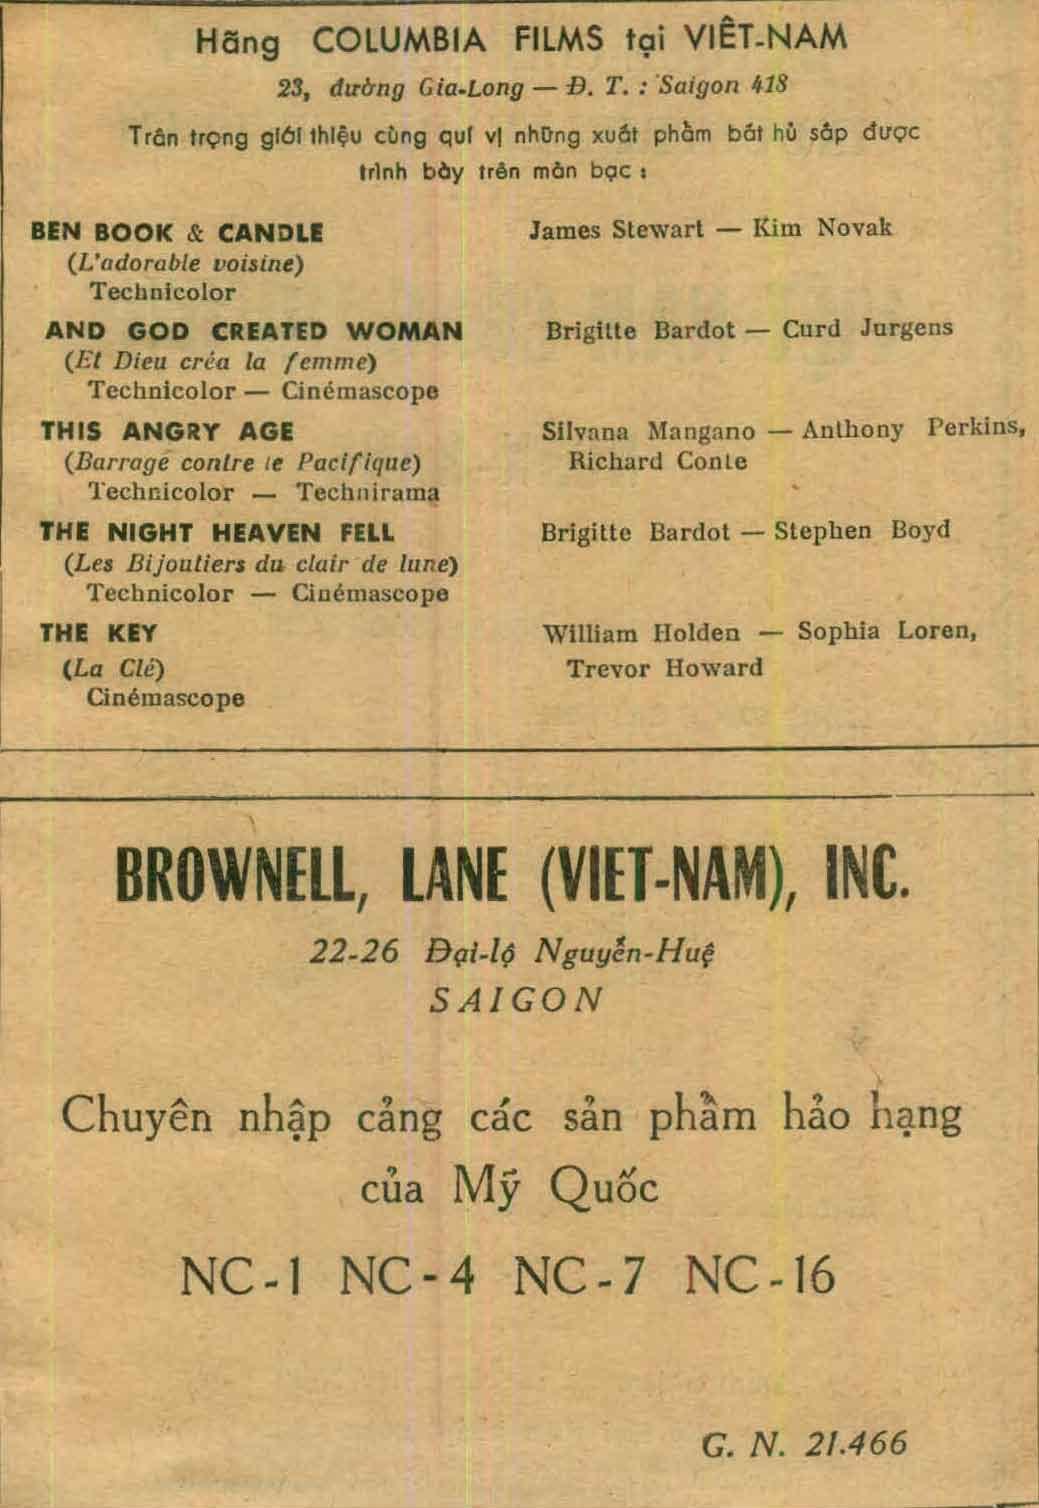 Hãng COLUMBIA FILMS tại VIÊT-NAM
23, đường Gia-Long — Đ. T. : Saigon 418
Trân trọng giới thiệu cùng quí vị những xuất phẩm bất hủ sắp được
trình bày trên màn bạc :
BEN BOOK & CANDLE James Stewart — Kim Novak
(L'adorable voisine)
Technicolor
AND GOD CREATED WOMAN Brigitte Bardot — Curd Jurgens
(Et Dieu créa la femme)
Technicolor — Cinémascope
THIS ANGRY AGE Silvana Mangano — Anthony Perkins,
(Barrage contre le Pacifique) Richard Conte
Technicolor — Technirama
THE NIGHT HEAVEN FELL Brigitte Bardot — Stephen Boyd
(Les Bijoutiers du clair de lune)
Technicolor — Cinémascope
THE KEY William Holden — Sophia Loren,
(La Clé) Trevor Howard
Cinémascope
BROWNELL, LANE (VIET-NAM), INC.
22-26 Đại-lộ Nguyễn-Huệ
SAIGON
Chuyên nhập cảng các sản phẩm hảo hạng
của Mỹ Quốc
NC-1 NC-4 NC-7 NC-16
G. N. 21.466